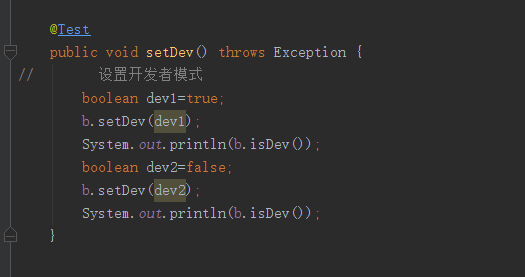 @Test
public void setDev() throws Exception {
//        设置开发者模式
boolean dev1=true;
b.setDev(dev1);
System.out.println(b.isDev());
boolean dev2=false;
b.setDev(dev2);
System.out.println(b.isDev());
}